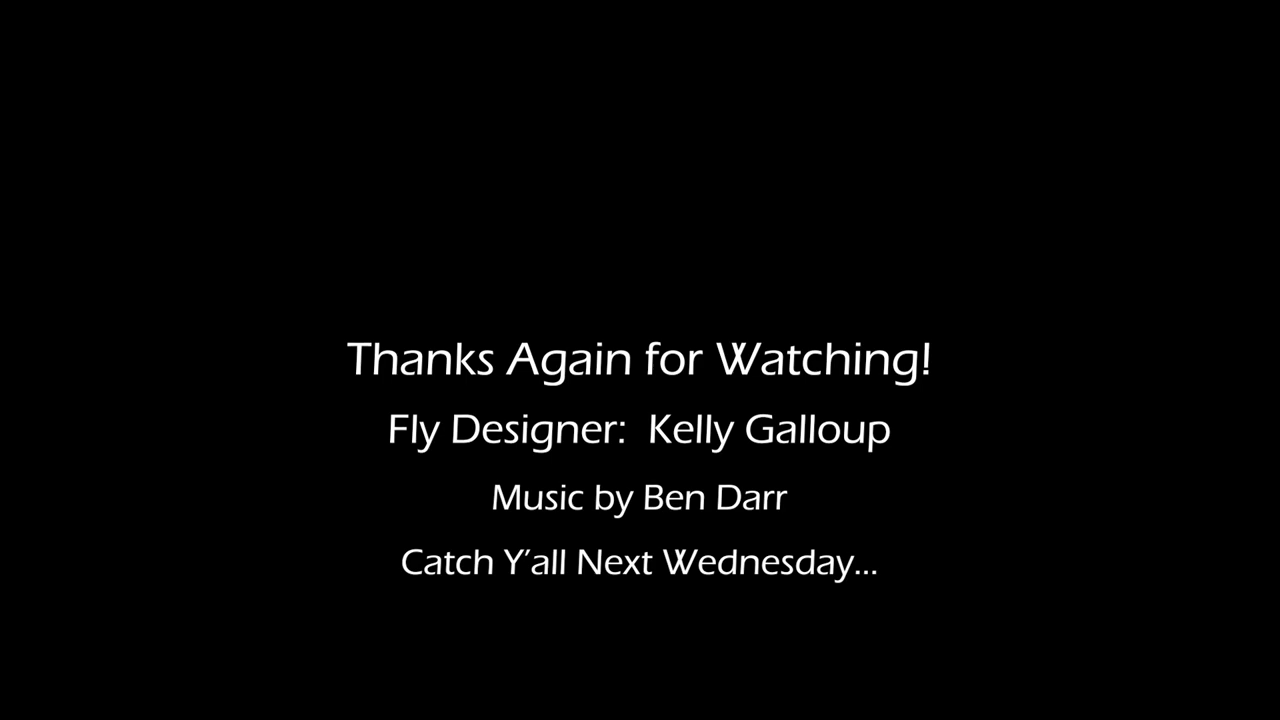 Thanks Again for Watching!
Fly Designer:  Kelly Galloup
Music by Ben Darr
Catch Y'all Next Wednesday...